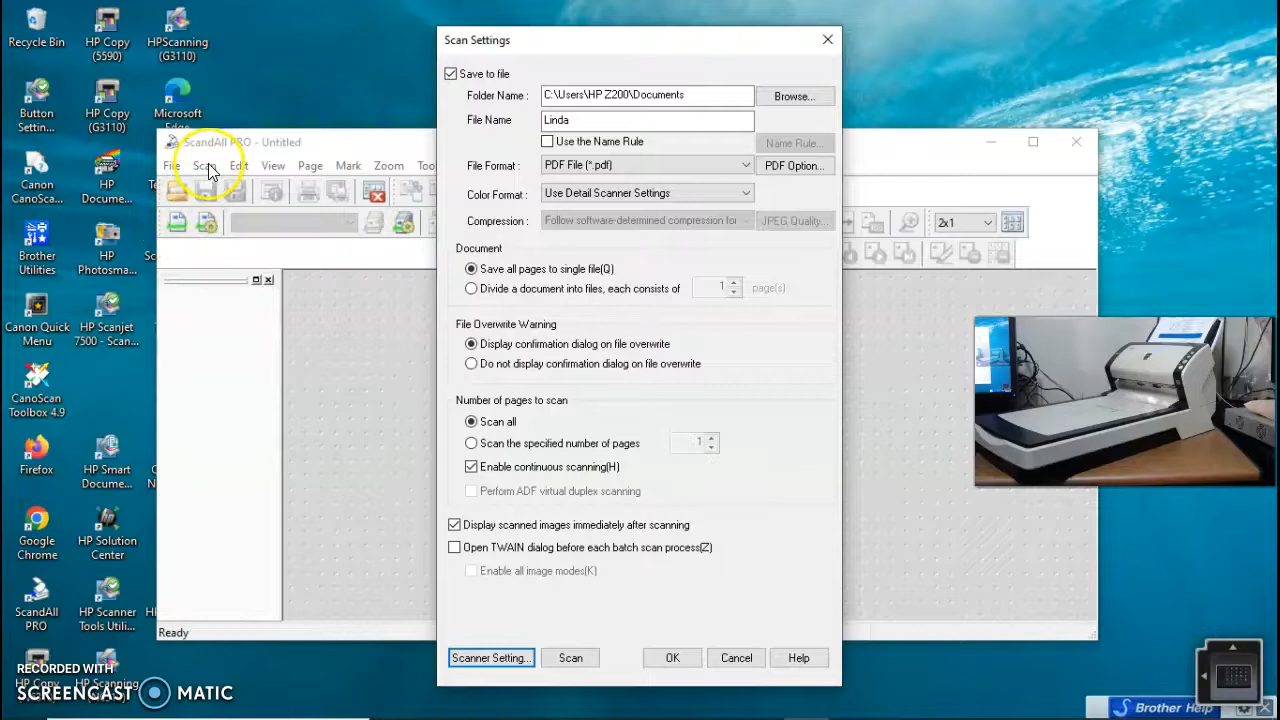 Recycle Bin
HP Copy
(5590)
HPScanning
(G3110)
Button
Settin...
HP Copy
(G3110)
Microsoft
Edge
Canon
CanoScan...
HP
Docume...
Brother
Utilities
HP
Photosma...
Canon Quick
Menu
HP Scanjet
7500 - Scan...
CanoScan
Toolbox 4.9
Firefox
HP Smart
Docume...
Google
Chrome
HP Solution
Center
ScandAll
PRO
HP Scanner
Tools Utili...
HP Copy
HP Scanning
RECORDED WITH
SCREENCAST MATIC
ScandAll PRO - Untitled
File Scan Edit View Page Mark Zoom Too
2x1
Ready
Scan Settings
Save to file
Folder Name :
C:\Users\HP Z200\Documents
Browse...
File Name
Linda
Use the Name Rule
Name Rule...
File Format :
PDF File (*.pdf)
PDF Option...
Color Format :
Use Detail Scanner Settings
Compression :
Follow software-determined compression for
JPEG Quality...
Document
Save all pages to single file(Q)
Divide a document into files, each consists of 1 page(s)
File Overwrite Warning
Display confirmation dialog on file overwrite
Do not display confirmation dialog on file overwrite
Number of pages to scan
Scan all
Scan the specified number of pages 1
Enable continuous scanning(H)
Perform ADF virtual duplex scanning
Display scanned images immediately after scanning
Open TWAIN dialog before each batch scan process(Z)
Enable all image modes(K)
Scanner Setting... Scan OK Cancel Help
Brother Help